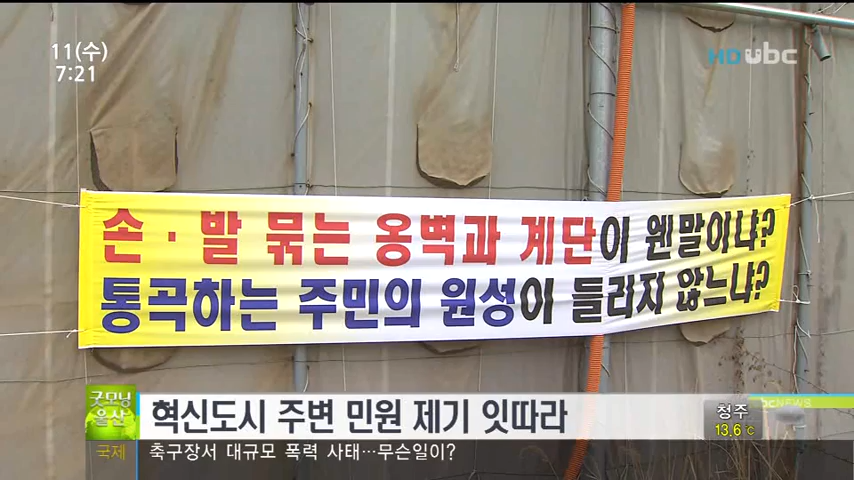 11(수)
7:21
HD ubc
손·발 묶는 옹벽과 계단이 웬말이냐?
통곡하는 주민의 원성이 들리지 않느냐?
굿모닝
울산
혁신도시 주변 민원 제기 잇따라
청주
13.6℃
ubcNEWS
국제
축구장서 대규모 폭력 사태…무슨일이?